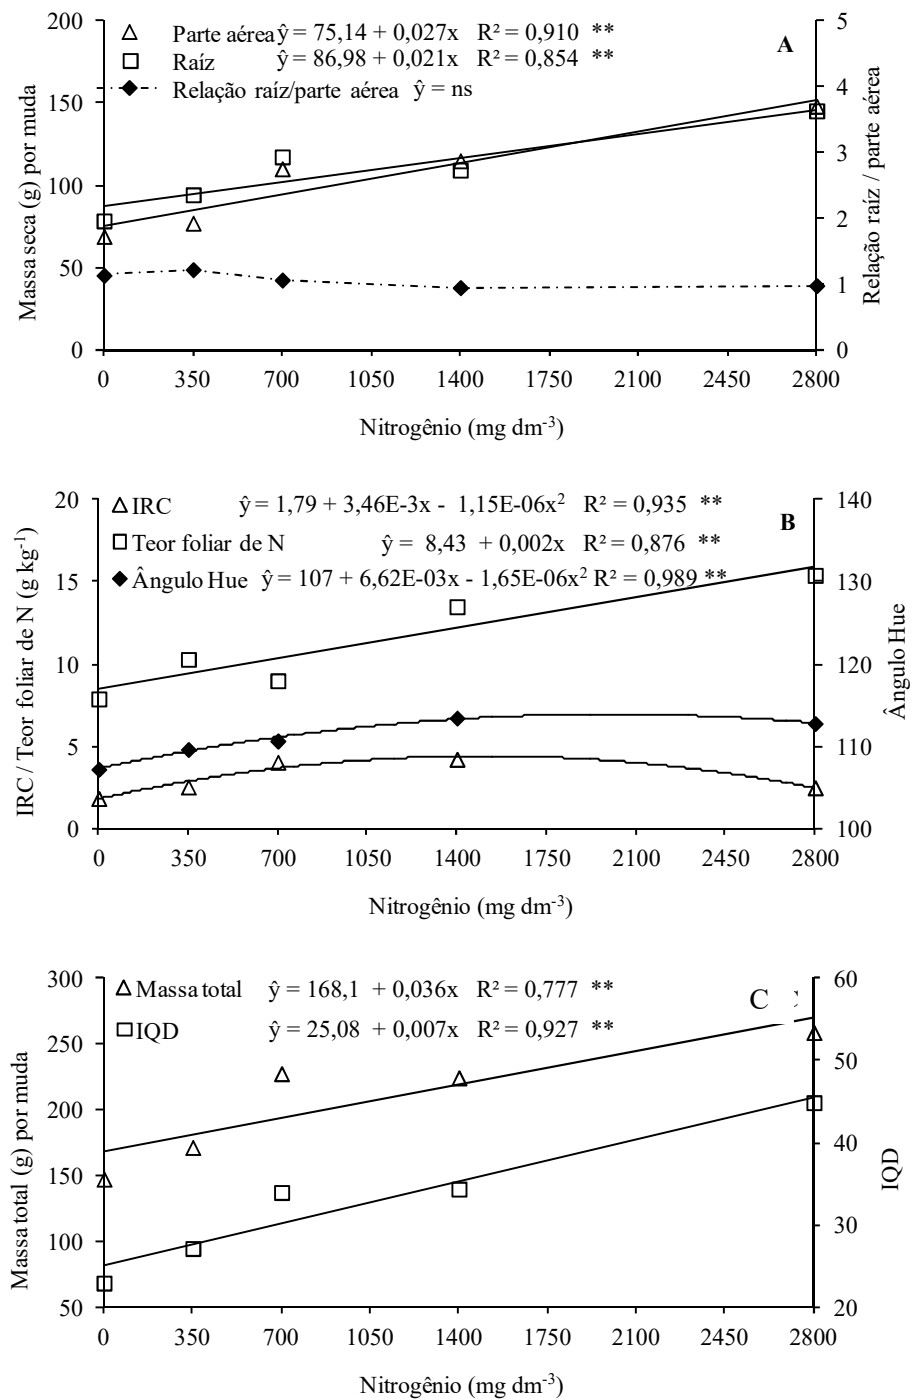 Parte aérea ŷ = 75,14 + 0,027x R² = 0,910 **
Raíz ŷ = 86,98 + 0,021x R² = 0,854 **
Relação raíz/parte aérea ŷ = ns
A
Massa seca (g) por muda
200
150
100
50
0
Relação raíz / parte aérea
5
4
3
2
1
0
0 350 700 1050 1400 1750 2100 2450 2800
Nitrogênio (mg dm⁻³)
IRC ŷ = 1,79 + 3,46E-3x - 1,15E-06x² R² = 0,935 **
Teor foliar de N ŷ = 8,43 + 0,002x R² = 0,876 **
Ângulo Hue ŷ = 107 + 6,62E-03x - 1,65E-06x² R² = 0,989 **
B
IRC / Teor foliar de N (g kg⁻¹)
20
15
10
5
0
Ângulo Hue
140
130
120
110
100
0 350 700 1050 1400 1750 2100 2450 2800
Nitrogênio (mg dm⁻³)
Massa total ŷ = 168,1 + 0,036x R² = 0,777 **
IQD ŷ = 25,08 + 0,007x R² = 0,927 **
C
Massa total (g) por muda
300
250
200
150
100
50
IQD
60
50
40
30
20
0 350 700 1050 1400 1750 2100 2450 2800
Nitrogênio (mg dm⁻³)